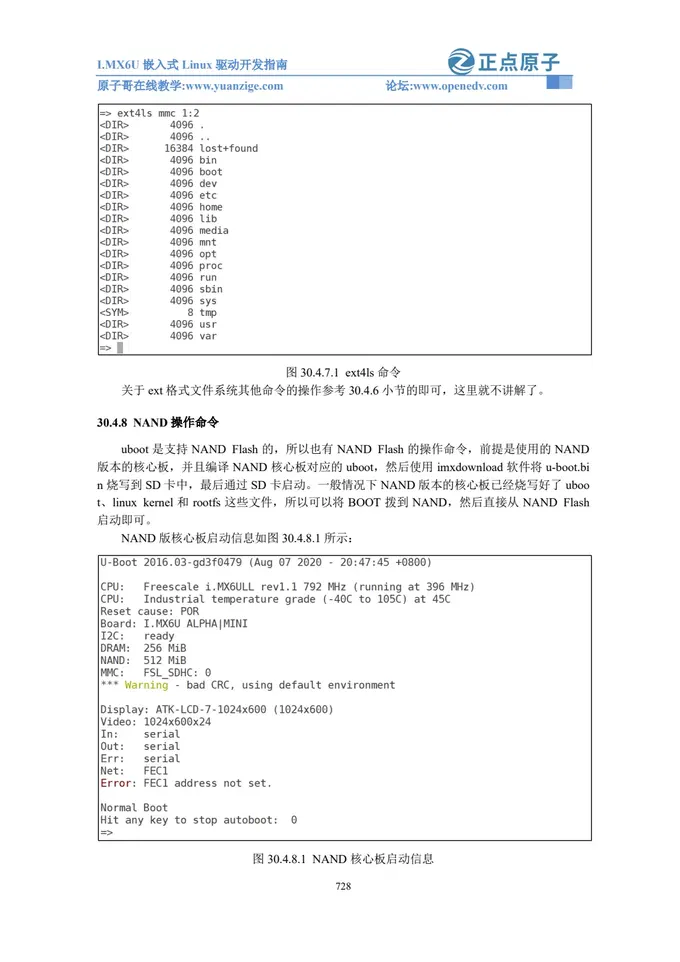 I.MX6U 嵌入式 Linux 驱动开发指南
正点原子
原子哥在线教学:www.yuanzige.com 论坛:www.openedv.com
=> ext4ls mmc 1:2
<DIR>       4096 .
<DIR>       4096 ..
<DIR>      16384 lost+found
<DIR>       4096 bin
<DIR>       4096 boot
<DIR>       4096 dev
<DIR>       4096 etc
<DIR>       4096 home
<DIR>       4096 lib
<DIR>       4096 media
<DIR>       4096 mnt
<DIR>       4096 opt
<DIR>       4096 proc
<DIR>       4096 run
<DIR>       4096 sbin
<DIR>       4096 sys
<SYM>          8 tmp
<DIR>       4096 usr
<DIR>       4096 var
=>
图 30.4.7.1 ext4ls 命令
关于 ext 格式文件系统其他命令的操作参考 30.4.6 小节的即可，这里就不讲解了。
30.4.8 NAND 操作命令
uboot 是支持 NAND Flash 的，所以也有 NAND Flash 的操作命令，前提是使用的 NAND
版本的核心板，并且编译 NAND 核心板对应的 uboot，然后使用 imxdownload 软件将 u-boot.bi
n 烧写到 SD 卡中，最后通过 SD 卡启动。一般情况下 NAND 版本的核心板已经烧写好了 uboo
t、linux kernel 和 rootfs 这些文件，所以可以将 BOOT 拨到 NAND，然后直接从 NAND Flash
启动即可。
NAND 版核心板启动信息如图 30.4.8.1 所示：
U-Boot 2016.03-gd3f0479 (Aug 07 2020 - 20:47:45 +0800)
CPU:   Freescale i.MX6ULL rev1.1 792 MHz (running at 396 MHz)
CPU:   Industrial temperature grade (-40C to 105C) at 45C
Reset cause: POR
Board: I.MX6U ALPHA|MINI
I2C:   ready
DRAM:  256 MiB
NAND:  512 MiB
MMC:   FSL_SDHC: 0
*** Warning - bad CRC, using default environment
Display: ATK-LCD-7-1024x600 (1024x600)
Video: 1024x600x24
In:    serial
Out:   serial
Err:   serial
Net:   FEC1
Error: FEC1 address not set.
Normal Boot
Hit any key to stop autoboot:  0
=>
图 30.4.8.1 NAND 核心板启动信息
728